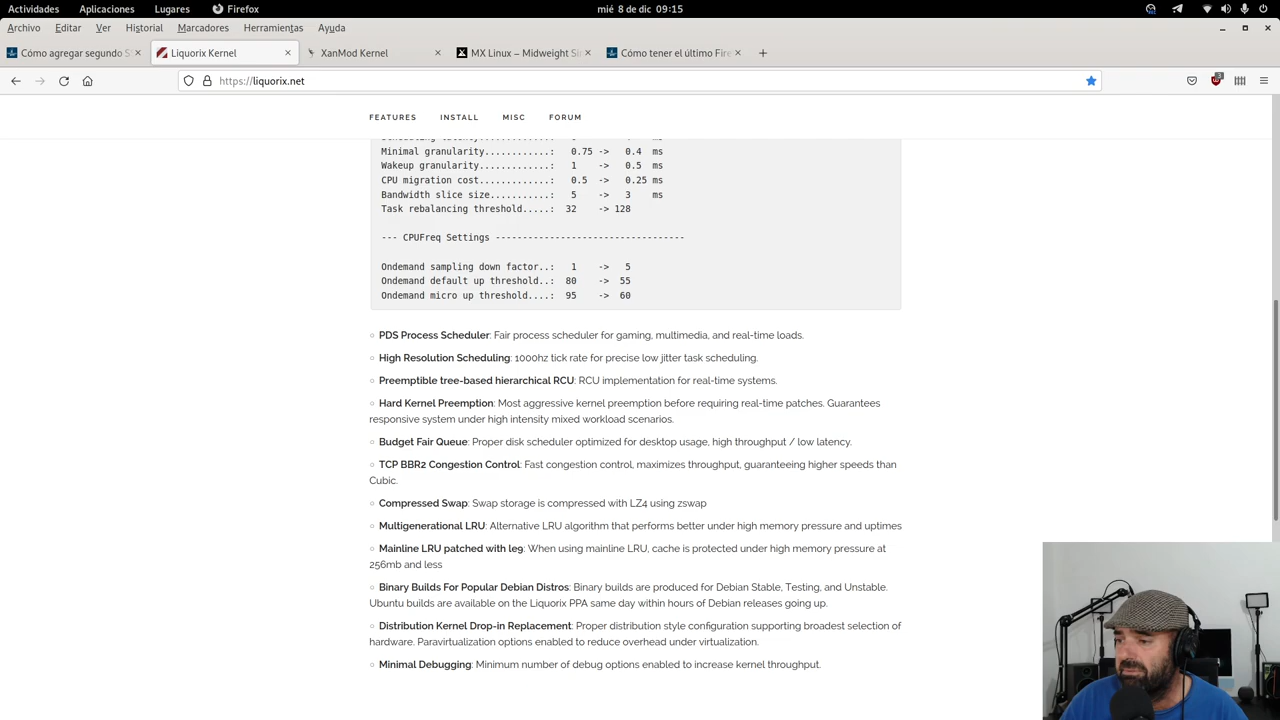 Actividades Aplicaciones Lugares Firefox mié 8 de dic 09:15
Archivo Editar Ver Historial Marcadores Herramientas Ayuda
Cómo agregar segundo S Liquorix Kernel XanMod Kernel MX Linux – Midweight Si Cómo tener el último Fire
https://liquorix.net 3
FEATURES INSTALL MISC FORUM
Minimal granularity............: 0.75 -> 0.4 ms
Wakeup granularity.............: 1 -> 0.5 ms
CPU migration cost.............: 0.5 -> 0.25 ms
Bandwidth slice size...........: 5 -> 3 ms
Task rebalancing threshold.....: 32 -> 128
--- CPUFreq Settings ----------------------------------
Ondemand sampling down factor..: 1 -> 5
Ondemand default up threshold..: 80 -> 55
Ondemand micro up threshold....: 95 -> 60
○ PDS Process Scheduler: Fair process scheduler for gaming, multimedia, and real-time loads.
○ High Resolution Scheduling: 1000hz tick rate for precise low jitter task scheduling.
○ Preemptible tree-based hierarchical RCU: RCU implementation for real-time systems.
○ Hard Kernel Preemption: Most aggressive kernel preemption before requiring real-time patches. Guarantees
responsive system under high intensity mixed workload scenarios.
○ Budget Fair Queue: Proper disk scheduler optimized for desktop usage, high throughput / low latency.
○ TCP BBR2 Congestion Control: Fast congestion control, maximizes throughput, guaranteeing higher speeds than
Cubic.
○ Compressed Swap: Swap storage is compressed with LZ4 using zswap
○ Multigenerational LRU: Alternative LRU algorithm that performs better under high memory pressure and uptimes
○ Mainline LRU patched with le9: When using mainline LRU, cache is protected under high memory pressure at
256mb and less
○ Binary Builds For Popular Debian Distros: Binary builds are produced for Debian Stable, Testing, and Unstable.
Ubuntu builds are available on the Liquorix PPA same day within hours of Debian releases going up.
○ Distribution Kernel Drop-in Replacement: Proper distribution style configuration supporting broadest selection of
hardware. Paravirtualization options enabled to reduce overhead under virtualization.
○ Minimal Debugging: Minimum number of debug options enabled to increase kernel throughput.